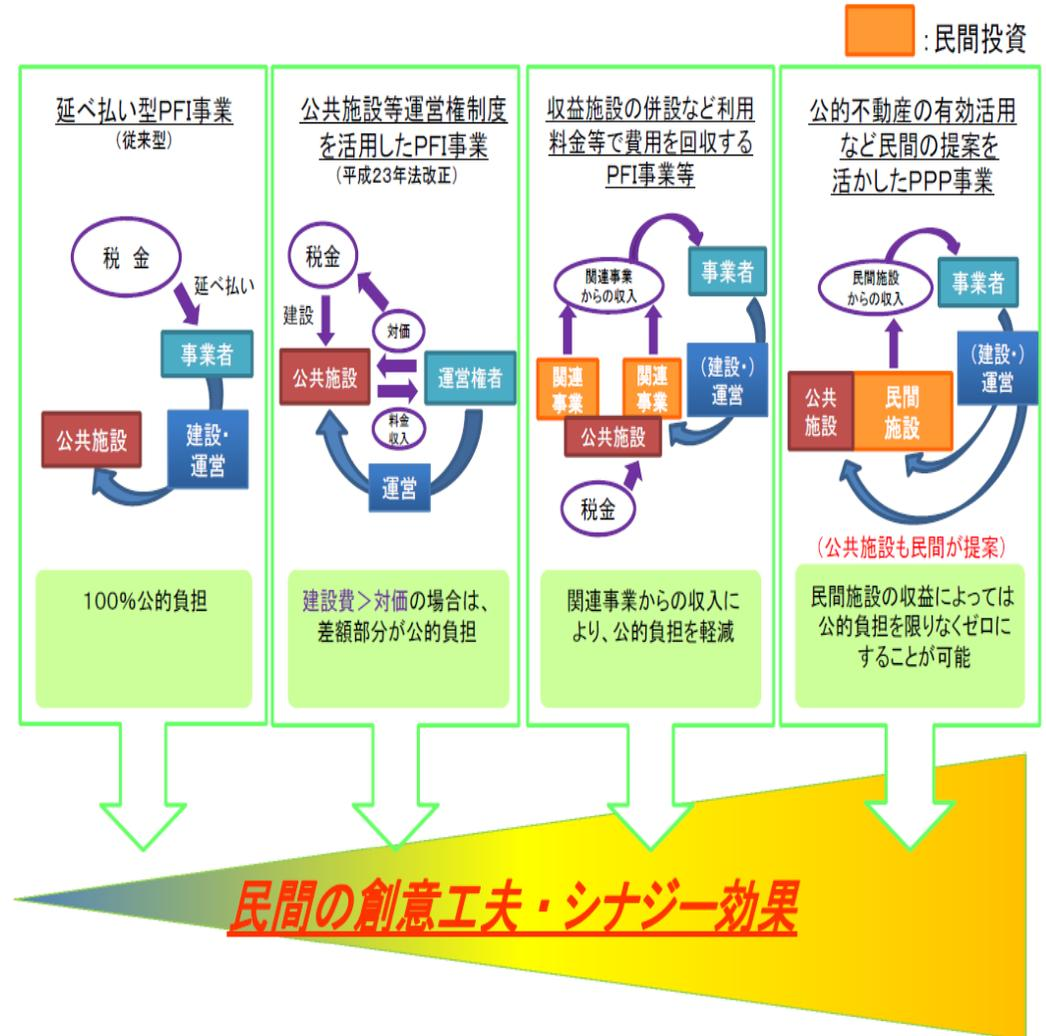 ：民間投資
延べ払い型PFI事業
（従来型）
税 金
延べ払い
事業者
公共施設
建設・
運営
100％公的負担
公共施設等運営権制度
を活用したPFI事業
（平成23年法改正）
税金
建設
対価
公共施設
運営権者
料金
収入
運営
建設費＞対価の場合は、
差額部分が公的負担
収益施設の併設など利用
料金等で費用を回収する
PFI事業等
関連事業
からの収入
事業者
関連
事業
関連
事業
（建設・）
運営
公共施設
税金
関連事業からの収入に
より、公的負担を軽減
公的不動産の有効活用
など民間の提案を
活かしたPPP事業
民間施設
からの収入
事業者
（建設・）
運営
公共
施設
民間
施設
（公共施設も民間が提案）
民間施設の収益によっては
公的負担を限りなくゼロに
することが可能
民間の創意工夫・シナジー効果